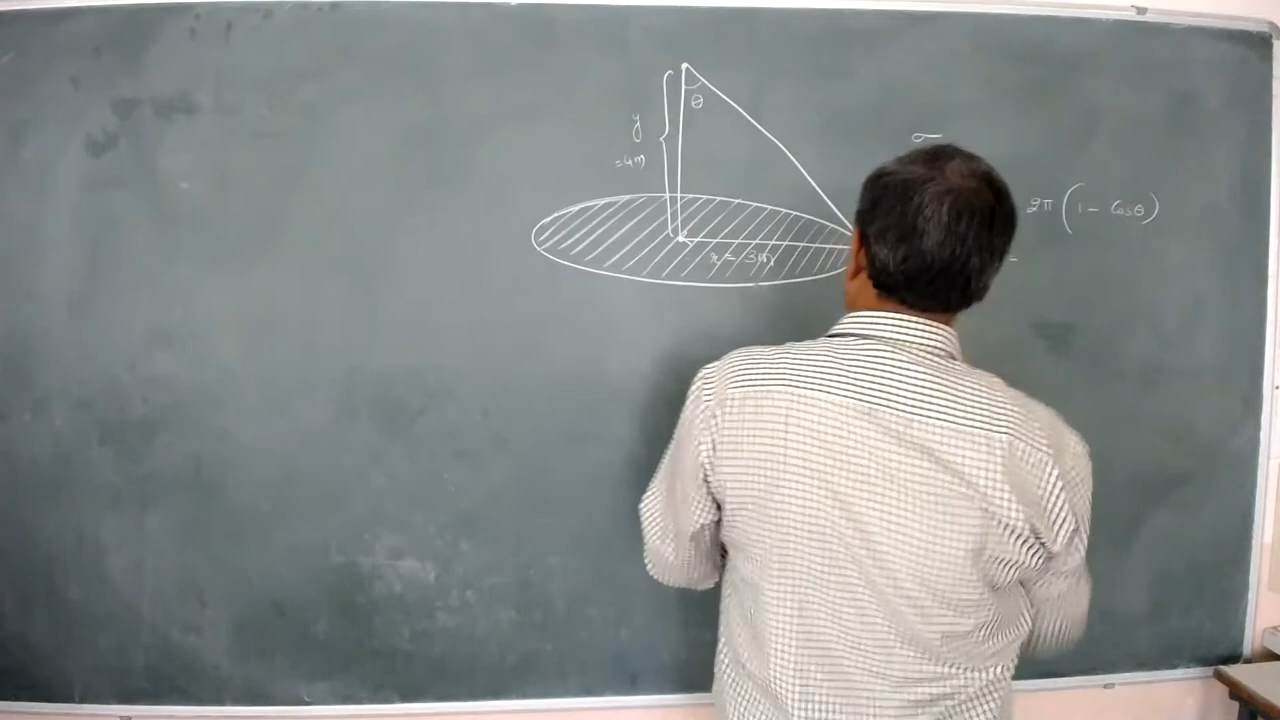 θ
y
=4m
σ
2π(1 - Cosθ)
r = 3m
=